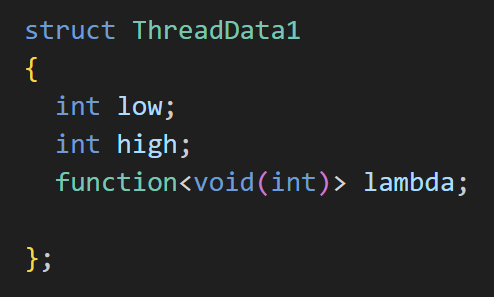 struct ThreadData1
{
  int low;
  int high;
  function<void(int)> lambda;

};